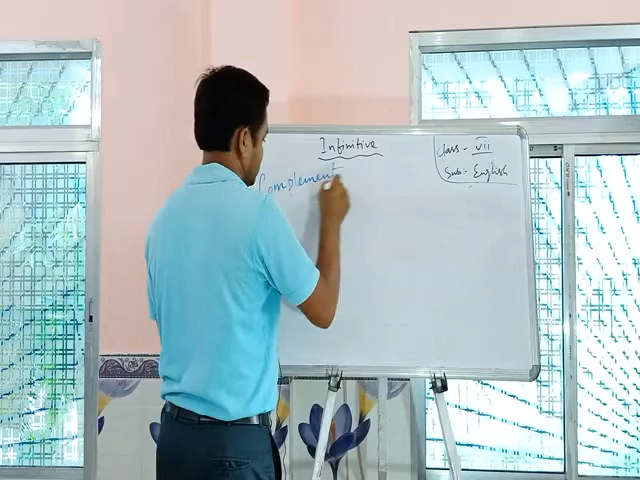 Infinitive
Class - VII
Sub:- English
Complement